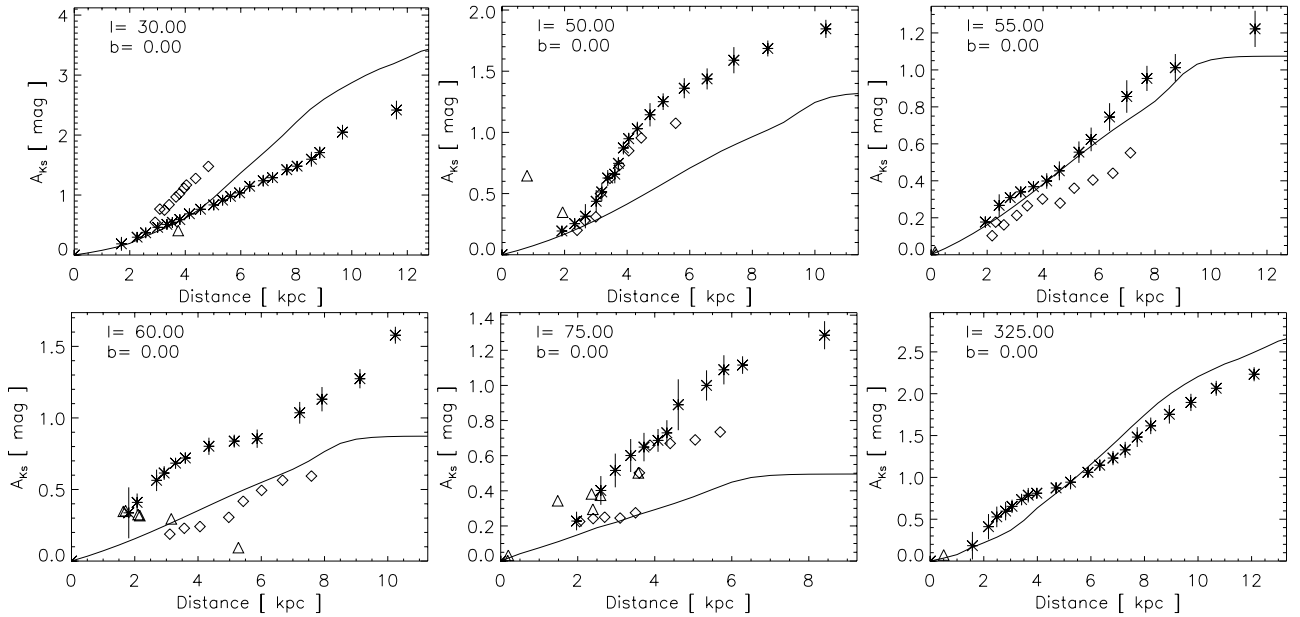 l= 30.00
b= 0.00
4
3
2
1
0
A_Ks [ mag ]
0 2 4 6 8 10 12
Distance [ kpc ]
l= 50.00
b= 0.00
2.0
1.5
1.0
0.5
0.0
A_Ks [ mag ]
0 2 4 6 8 10
Distance [ kpc ]
l= 55.00
b= 0.00
1.2
1.0
0.8
0.6
0.4
0.2
0.0
A_Ks [ mag ]
0 2 4 6 8 10 12
Distance [ kpc ]
l= 60.00
b= 0.00
1.5
1.0
0.5
0.0
A_Ks [ mag ]
0 2 4 6 8 10
Distance [ kpc ]
l= 75.00
b= 0.00
1.4
1.2
1.0
0.8
0.6
0.4
0.2
0.0
A_Ks [ mag ]
0 2 4 6 8
Distance [ kpc ]
l= 325.00
b= 0.00
2.5
2.0
1.5
1.0
0.5
0.0
A_Ks [ mag ]
0 2 4 6 8 10 12
Distance [ kpc ]